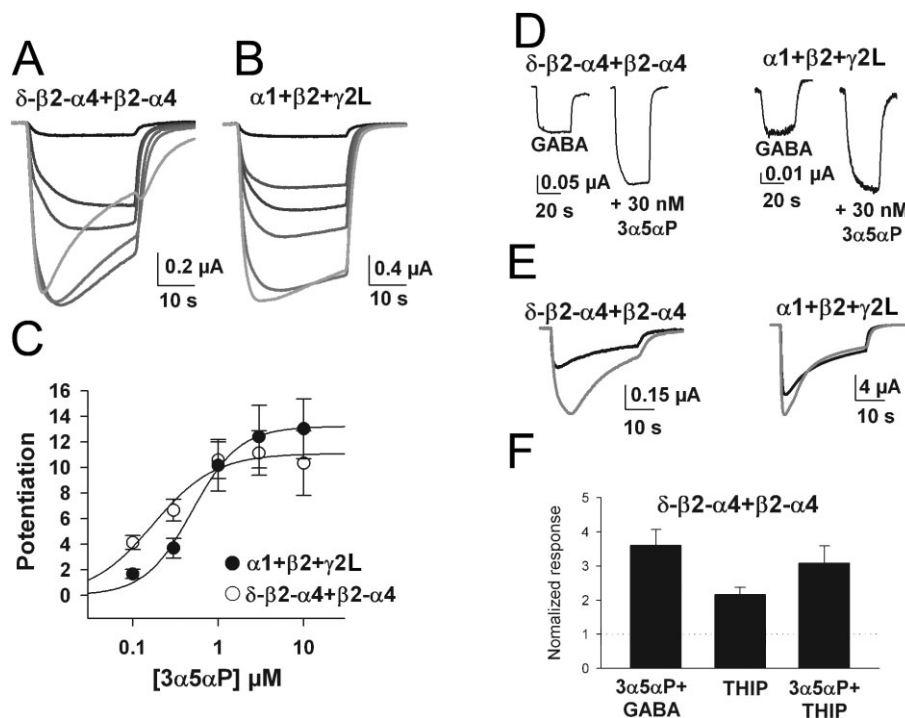 A
δ-β2-α4+β2-α4
0.2 µA
10 s
B
α1+β2+γ2L
0.4 µA
10 s
C
Potentiation
16
14
12
10
8
6
4
2
0
α1+β2+γ2L
δ-β2-α4+β2-α4
0.1
1
10
[3α5αP] µM
D
δ-β2-α4+β2-α4
GABA
0.05 µA
20 s
+ 30 nM
3α5αP
α1+β2+γ2L
GABA
0.01 µA
20 s
+ 30 nM
3α5αP
E
δ-β2-α4+β2-α4
0.15 µA
10 s
α1+β2+γ2L
4 µA
10 s
F
δ-β2-α4+β2-α4
Nomalized response
5
4
3
2
1
0
3α5αP+
GABA
THIP
3α5αP+
THIP